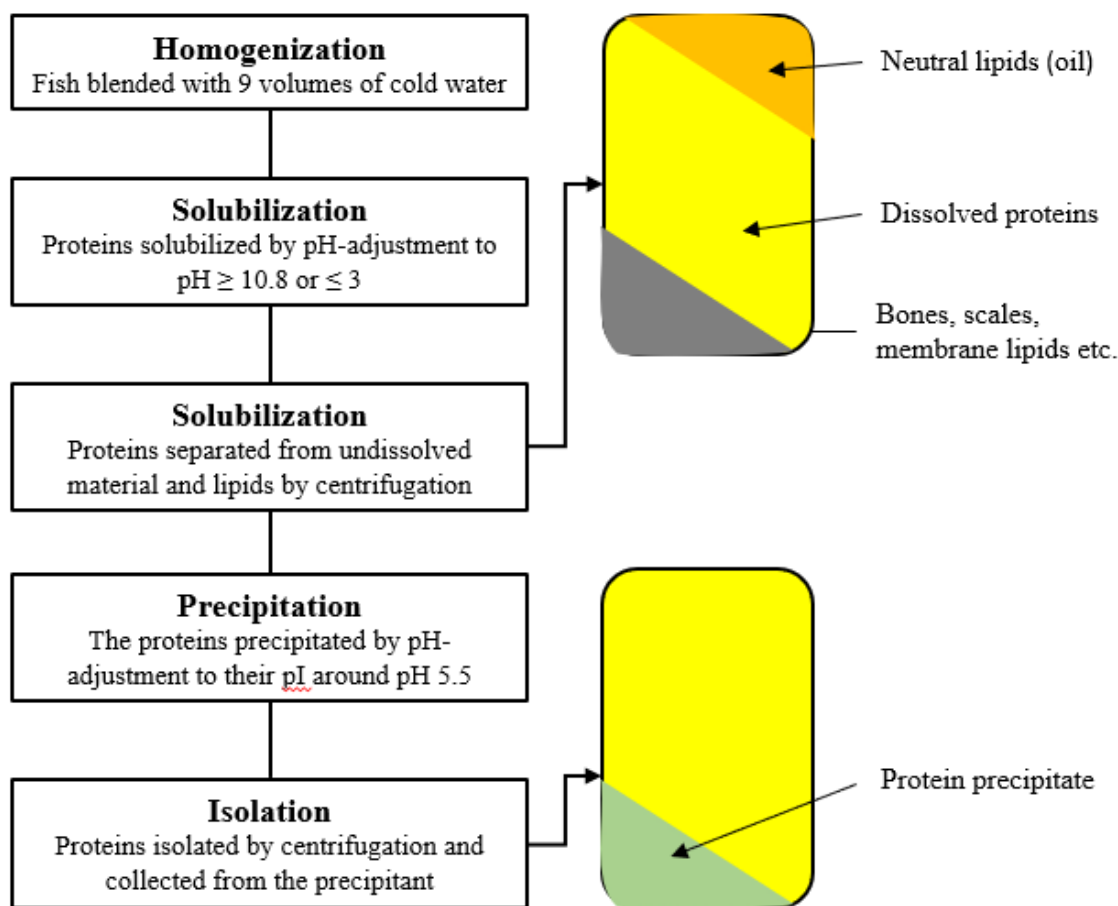 Homogenization
Fish blended with 9 volumes of cold water
Solubilization
Proteins solubilized by pH-adjustment to
pH ≥ 10.8 or ≤ 3
Solubilization
Proteins separated from undissolved
material and lipids by centrifugation
Precipitation
The proteins precipitated by pH-
adjustment to their pI around pH 5.5
Isolation
Proteins isolated by centrifugation and
collected from the precipitant
Neutral lipids (oil)
Dissolved proteins
Bones, scales,
membrane lipids etc.
Protein precipitate